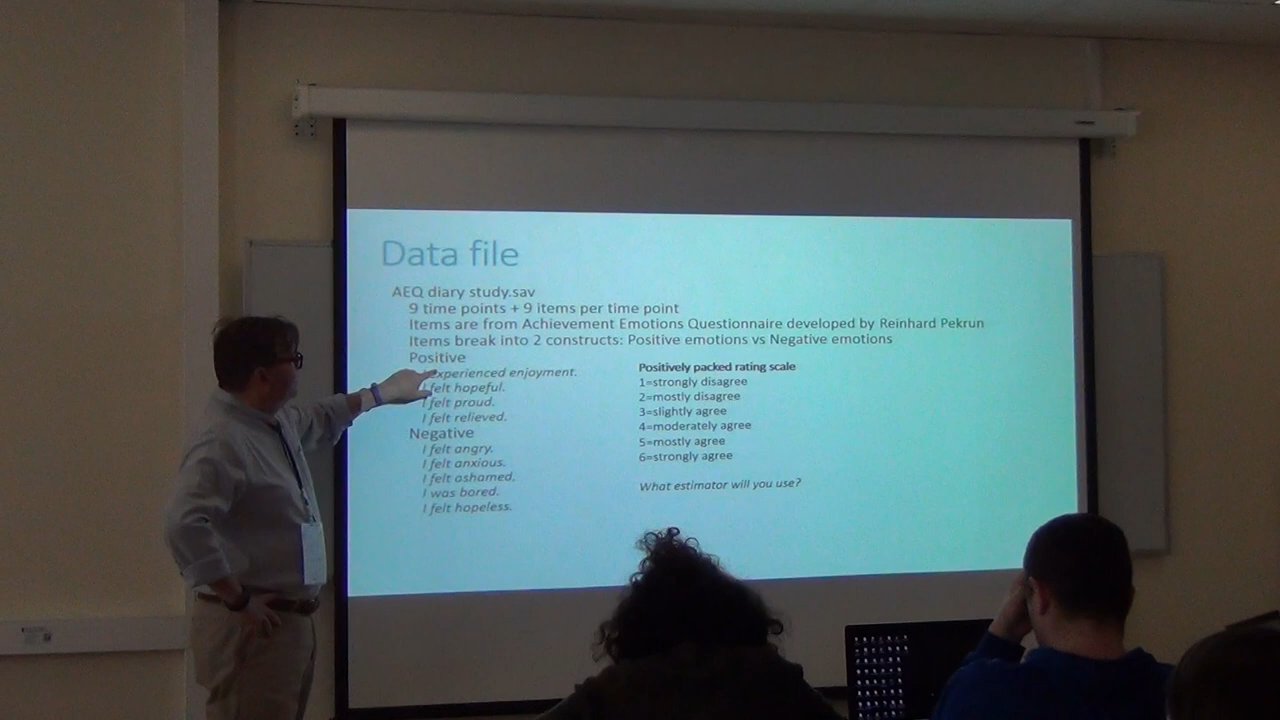 Data file
AEQ diary study.sav
9 time points + 9 items per time point
Items are from Achievement Emotions Questionnaire developed by Reinhard Pekrun
Items break into 2 constructs: Positive emotions vs Negative emotions
Positive
experienced enjoyment.
I felt hopeful.
I felt proud.
I felt relieved.
Negative
I felt angry.
I felt anxious.
I felt ashamed.
I was bored.
I felt hopeless.
Positively packed rating scale
1=strongly disagree
2=mostly disagree
3=slightly agree
4=moderately agree
5=mostly agree
6=strongly agree
What estimator will you use?